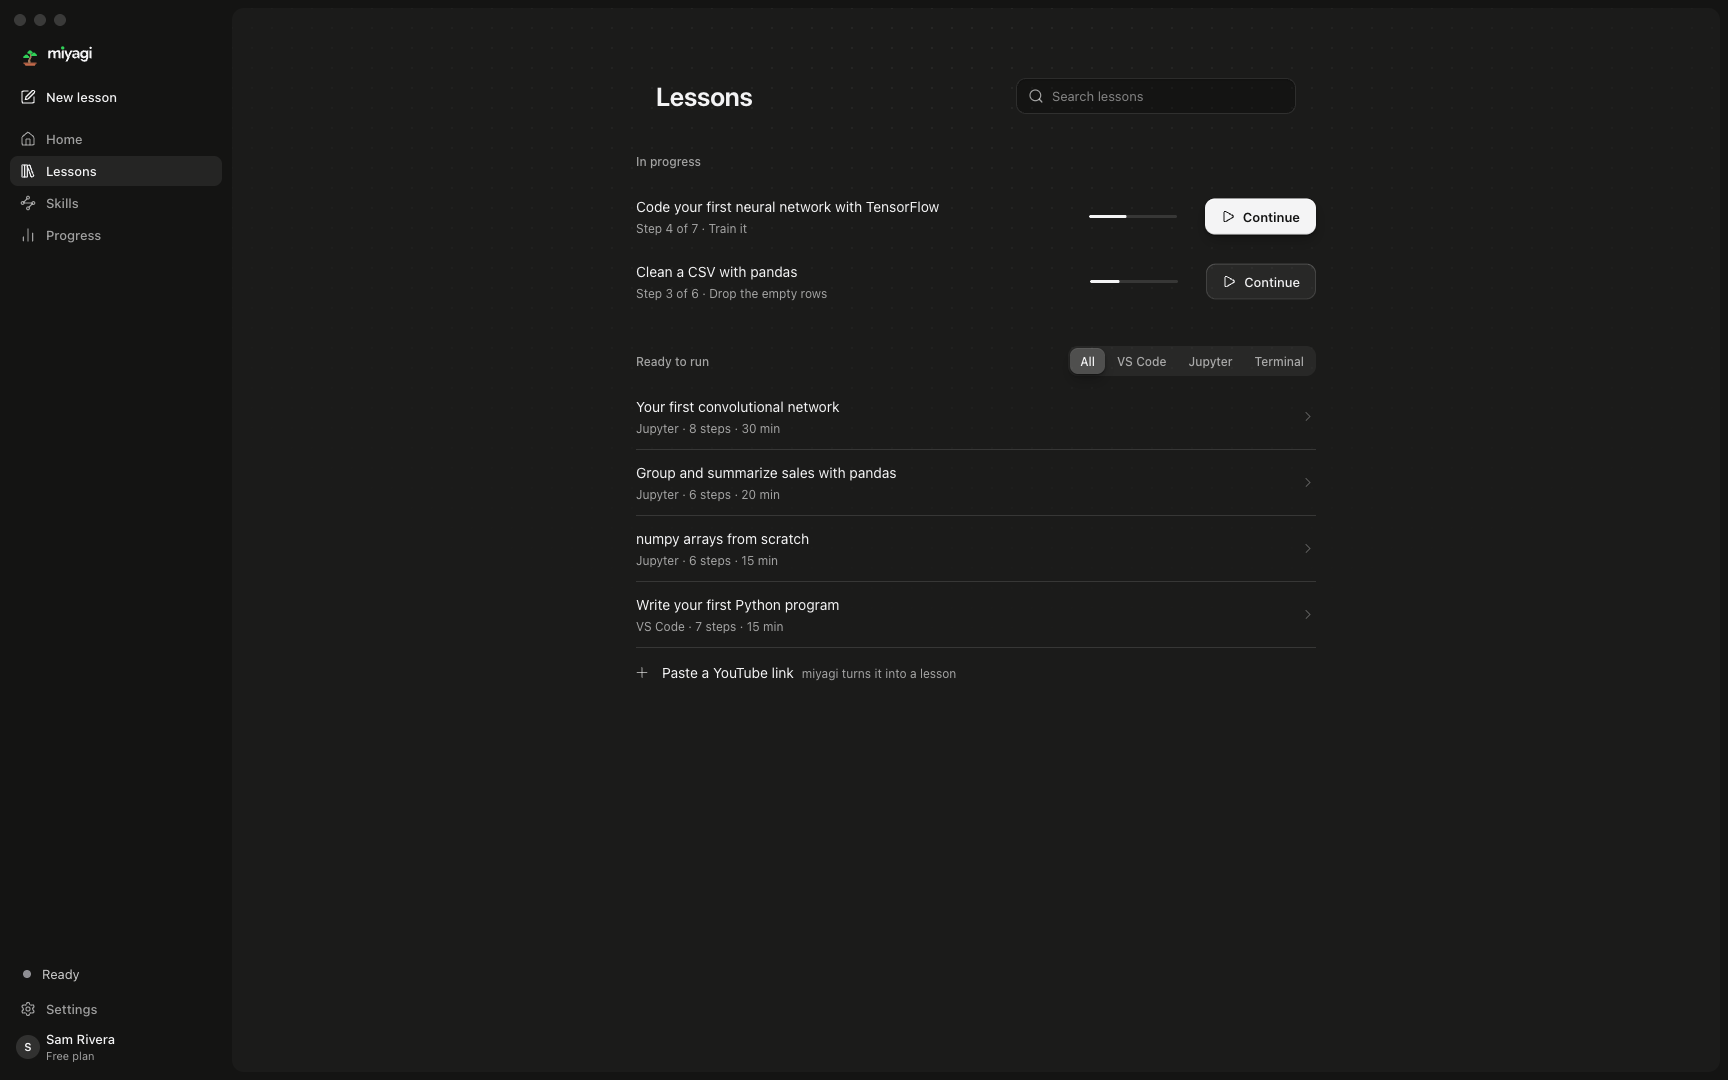 miyagi
New lesson
Home
Lessons
Skills
Progress
Ready
Settings
S
Sam Rivera
Free plan
Lessons
Search lessons
In progress
Code your first neural network with TensorFlow
Step 4 of 7 · Train it
Continue
Clean a CSV with pandas
Step 3 of 6 · Drop the empty rows
Continue
Ready to run
All
VS Code
Jupyter
Terminal
Your first convolutional network
Jupyter · 8 steps · 30 min
Group and summarize sales with pandas
Jupyter · 6 steps · 20 min
numpy arrays from scratch
Jupyter · 6 steps · 15 min
Write your first Python program
VS Code · 7 steps · 15 min
Paste a YouTube link miyagi turns it into a lesson